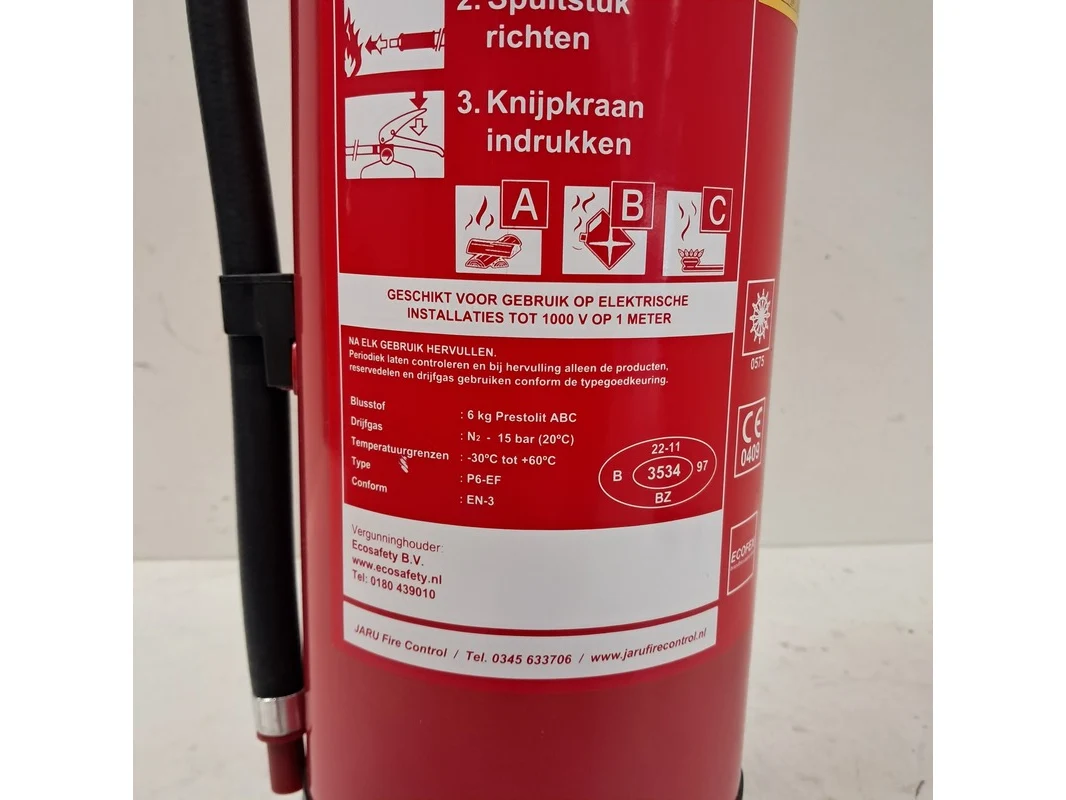 2. Spuitstuk
richten
3. Knijpkraan
indrukken
A
B
C
GESCHIKT VOOR GEBRUIK OP ELEKTRISCHE
INSTALLATIES TOT 1000 V OP 1 METER
NA ELK GEBRUIK HERVULLEN.
Periodiek laten controleren en bij hervulling alleen de producten,
reservedelen en drijfgas gebruiken conform de typegoedkeuring.
Blusstof : 6 kg Prestolit ABC
Drijfgas : N2 - 15 bar (20ºC)
Temperatuurgrenzen : -30ºC tot +60ºC
Type : P6-EF
Conform : EN-3
22-11
B 3534 97
BZ
0575
CE
0409
ECOFEX
Vergunninghouder:
Ecosafety B.V.
www.ecosafety.nl
Tel: 0180 439010
JARU Fire Control / Tel. 0345 633706 / www.jarufirecontrol.nl